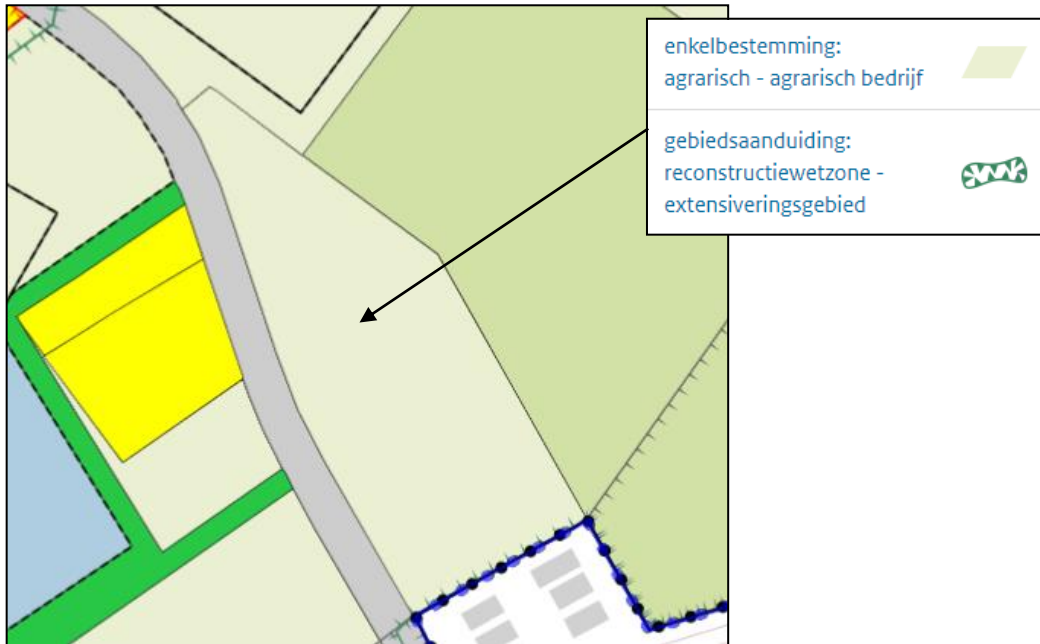 enkelbestemming:
agrarisch - agrarisch bedrijf
gebiedsaanduiding:
reconstructiewetzone -
extensiveringsgebied